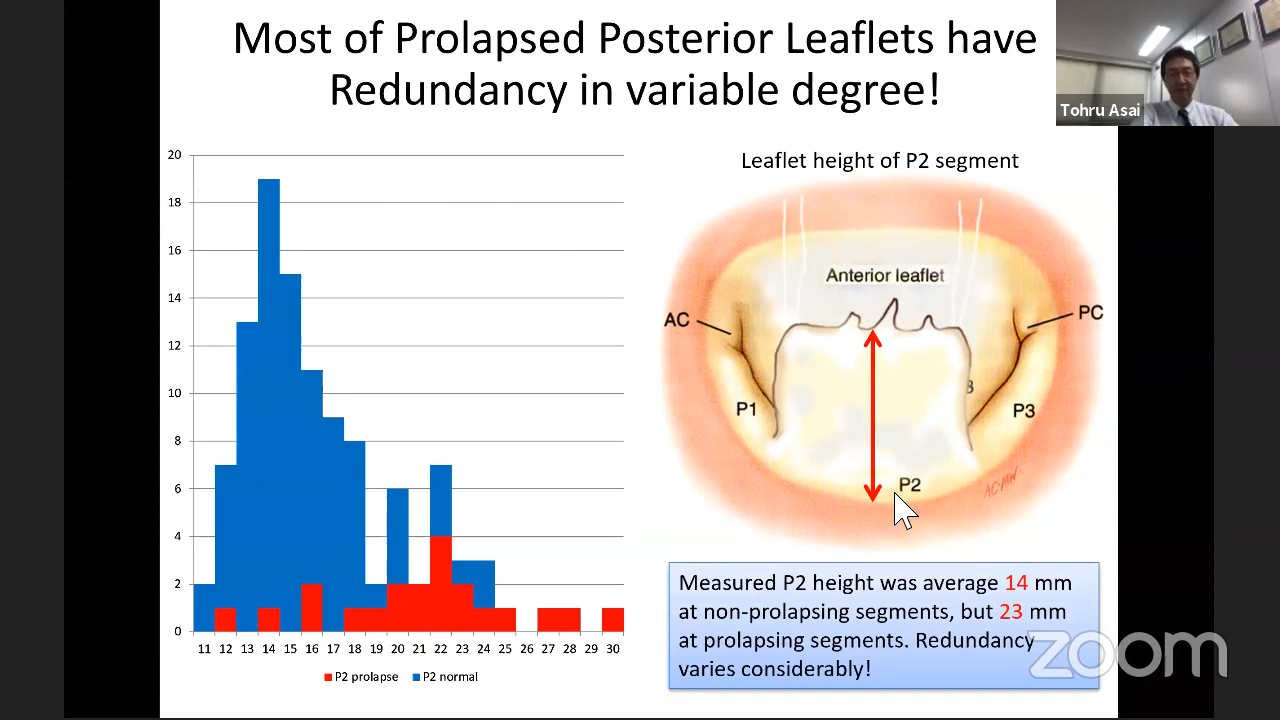 Most of Prolapsed Posterior Leaflets have
Redundancy in variable degree!
Tohru Asai
20
18
16
14
12
10
8
6
4
2
0
11 12 13 14 15 16 17 18 19 20 21 22 23 24 25 26 27 28 29 30
P2 prolapse P2 normal
Leaflet height of P2 segment
Anterior leaflet
AC
PC
3
P1
P3
P2
AC-MW
Measured P2 height was average 14 mm
at non-prolapsing segments, but 23 mm
at prolapsing segments. Redundancy
varies considerably!
zoom